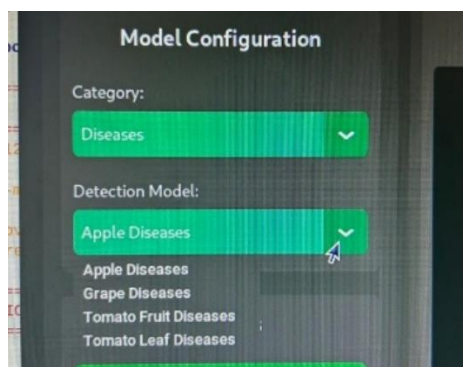 Model Configuration
Category:
Diseases
Detection Model:
Apple Diseases
Apple Diseases
Grape Diseases
Tomato Fruit Diseases
Tomato Leaf Diseases